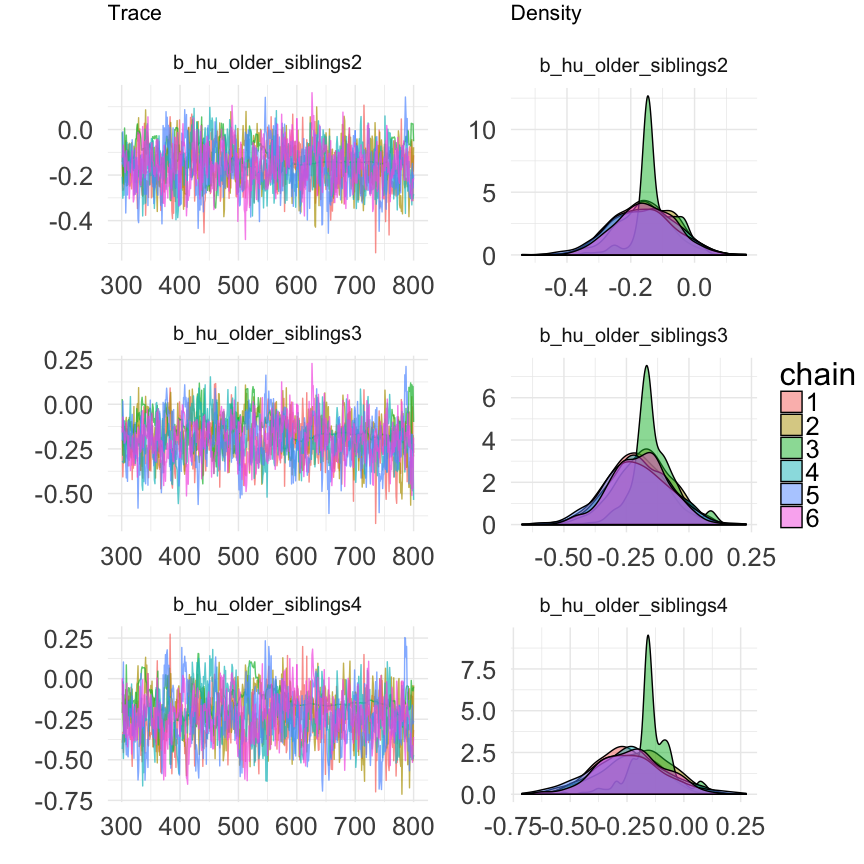 Trace
Density
b_hu_older_siblings2
b_hu_older_siblings2
0.0
-0.2
-0.4
300 400 500 600 700 800
10
5
0
-0.4 -0.2 0.0
b_hu_older_siblings3
b_hu_older_siblings3
0.25
0.00
-0.25
-0.50
300 400 500 600 700 800
6
4
2
0
-0.50 -0.25 0.00 0.25
chain
1
2
3
4
5
6
b_hu_older_siblings4
b_hu_older_siblings4
0.25
0.00
-0.25
-0.50
-0.75
300 400 500 600 700 800
7.5
5.0
2.5
0.0
-0.75 -0.50 -0.25 0.00 0.25